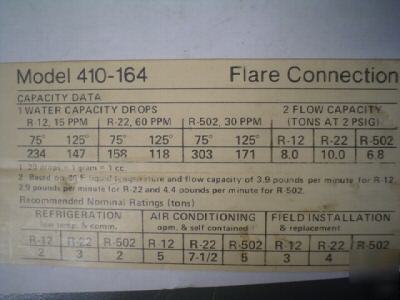 Model 410-164 Flare Connection
CAPACITY DATA
1 WATER CAPACITY DROPS 2 FLOW CAPACITY
R-12, 15 PPM R-22, 60 PPM R-502, 30 PPM (TONS AT 2 PSIG)
75° 125° 75° 125° 75° 125° R-12 R-22 R-502
234 147 158 118 303 171 8.0 10.0 6.8
1. 20 drops = 1 gram = 1 cc.
2. Based on 86 F liquid temperature and flow capacity of 3.9 pounds per minute for R-12,
2.9 pounds per minute for R-22 and 4.4 pounds per minute for R-502.
Recommended Nominal Ratings (tons)
REFRIGERATION AIR CONDITIONING FIELD INSTALLATION
low temp. & comm. & self contained & replacement
R-12 R-22 R-502 R-12 R-22 R-502 R-12 R-22 R-502
2 3 2 5 7-1/2 5 3 4